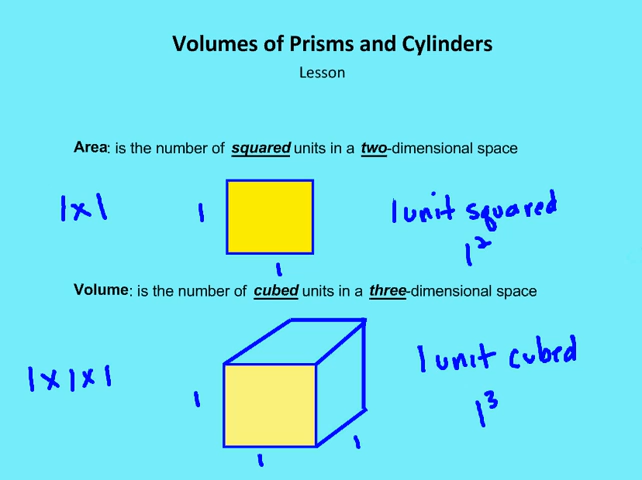 Volumes of Prisms and Cylinders
Lesson
Area: is the number of squared units in a two-dimensional space
1x1
1
1
1 unit squared
1²
Volume: is the number of cubed units in a three-dimensional space
1x1x1
1
1
1
1 unit cubed
1³